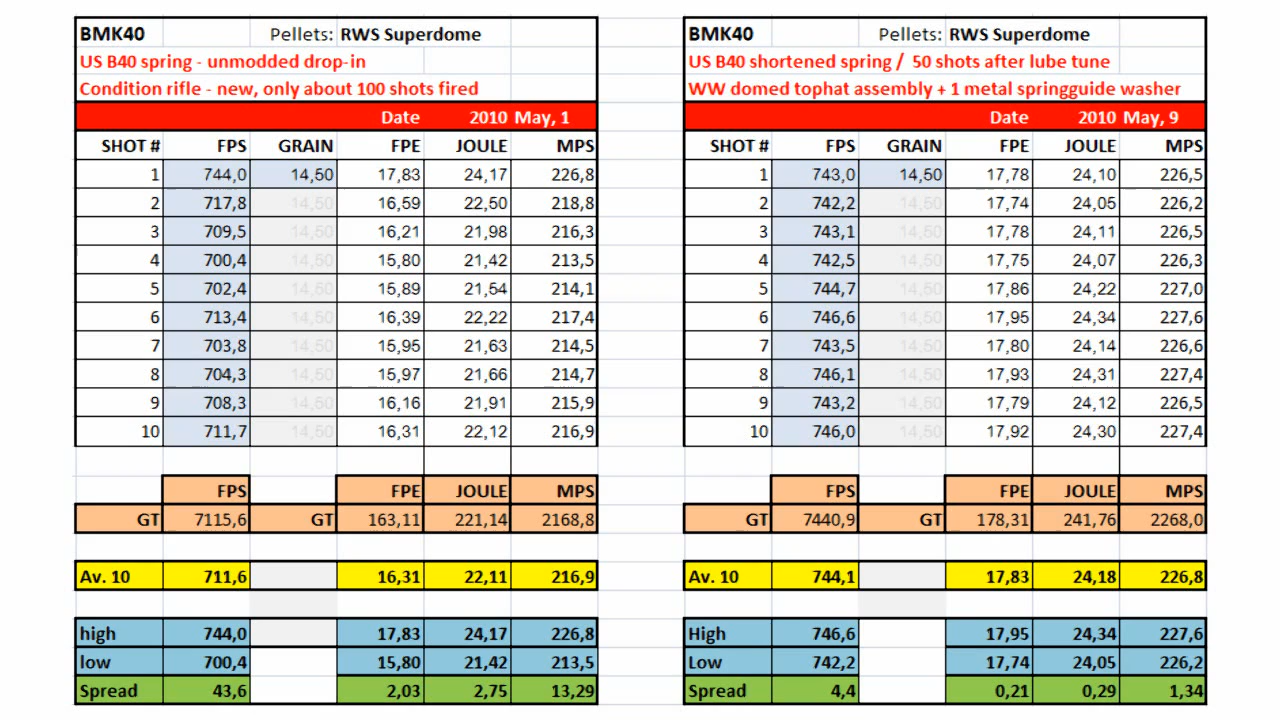 BMK40 Pellets: RWS Superdome
US B40 spring - unmodded drop-in
Condition rifle - new, only about 100 shots fired
Date 2010 May, 1
SHOT # FPS GRAIN FPE JOULE MPS
1 744,0 14,50 17,83 24,17 226,8
2 717,8 14,50 16,59 22,50 218,8
3 709,5 14,50 16,21 21,98 216,3
4 700,4 14,50 15,80 21,42 213,5
5 702,4 14,50 15,89 21,54 214,1
6 713,4 14,50 16,39 22,22 217,4
7 703,8 14,50 15,95 21,63 214,5
8 704,3 14,50 15,97 21,66 214,7
9 708,3 14,50 16,16 21,91 215,9
10 711,7 14,50 16,31 22,12 216,9
FPS FPE JOULE MPS
GT 7115,6 GT 163,11 221,14 2168,8
Av. 10 711,6 16,31 22,11 216,9
high 744,0 17,83 24,17 226,8
low 700,4 15,80 21,42 213,5
Spread 43,6 2,03 2,75 13,29
BMK40 Pellets: RWS Superdome
US B40 shortened spring / 50 shots after lube tune
WW domed tophat assembly + 1 metal springguide washer
Date 2010 May, 9
SHOT # FPS GRAIN FPE JOULE MPS
1 743,0 14,50 17,78 24,10 226,5
2 742,2 14,50 17,74 24,05 226,2
3 743,1 14,50 17,78 24,11 226,5
4 742,5 14,50 17,75 24,07 226,3
5 744,7 14,50 17,86 24,22 227,0
6 746,6 14,50 17,95 24,34 227,6
7 743,5 14,50 17,80 24,14 226,6
8 746,1 14,50 17,93 24,31 227,4
9 743,2 14,50 17,79 24,12 226,5
10 746,0 14,50 17,92 24,30 227,4
FPS FPE JOULE MPS
GT 7440,9 GT 178,31 241,76 2268,0
Av. 10 744,1 17,83 24,18 226,8
High 746,6 17,95 24,34 227,6
Low 742,2 17,74 24,05 226,2
Spread 4,4 0,21 0,29 1,34